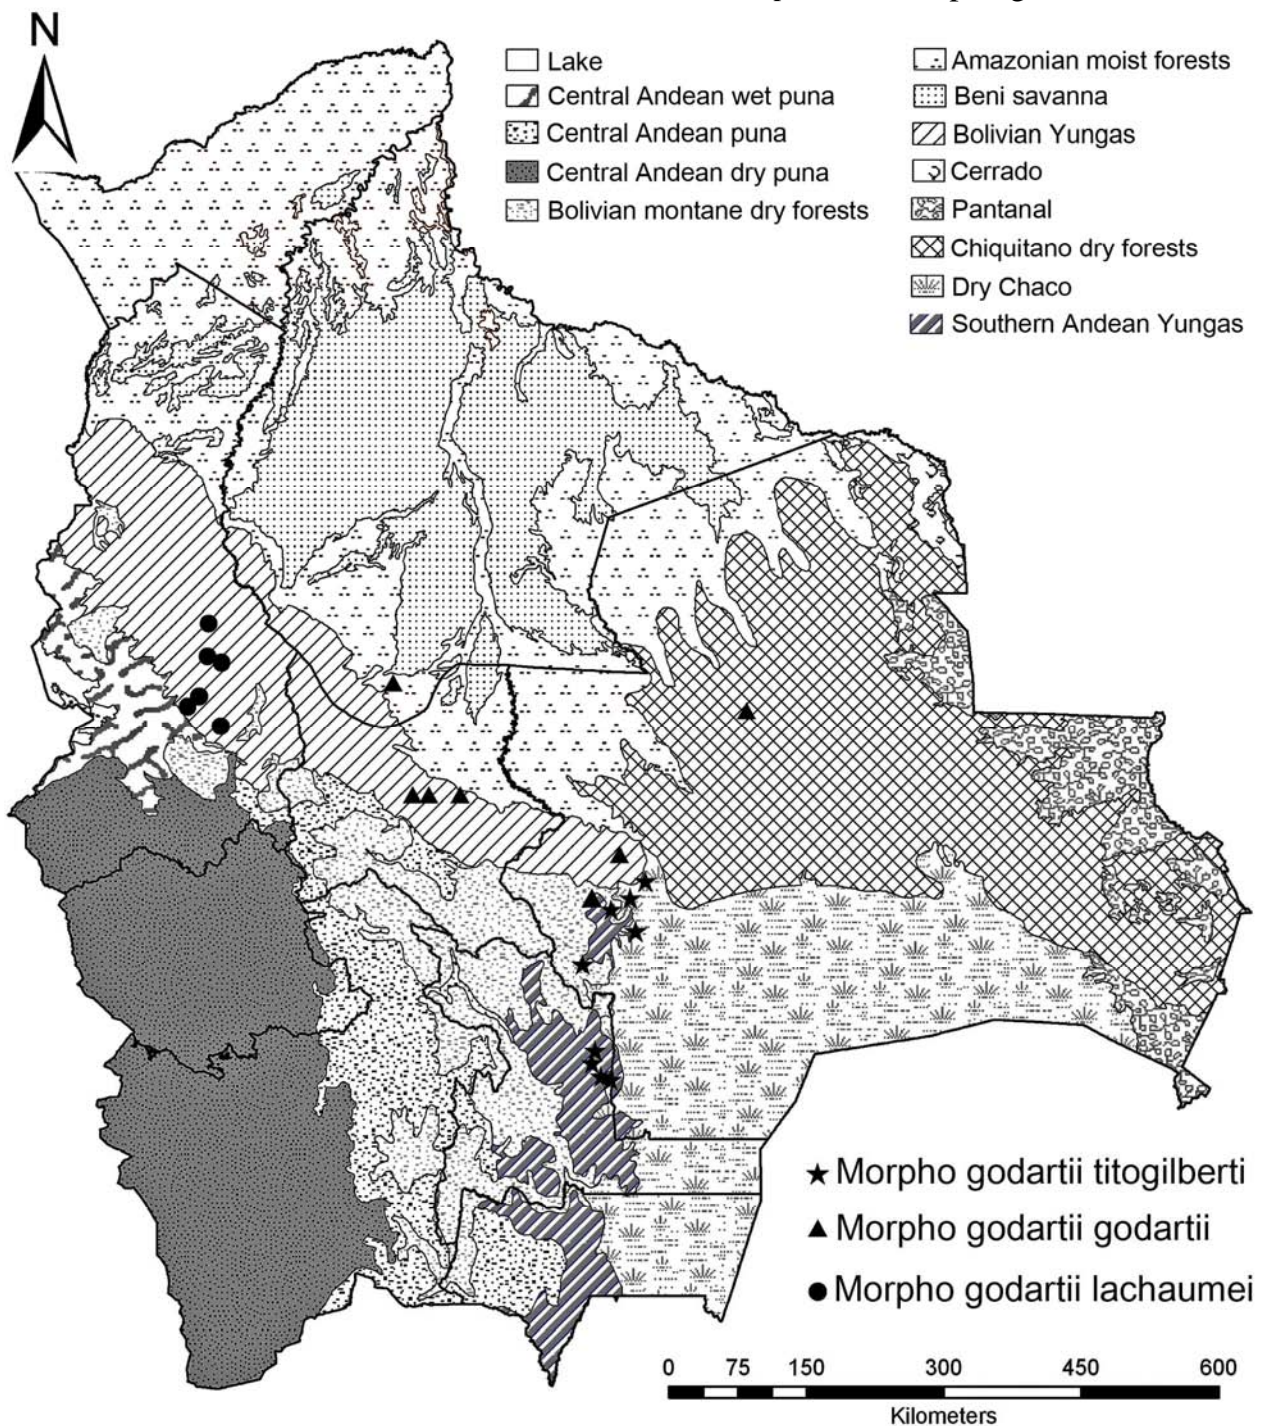 N
Lake
Central Andean wet puna
Central Andean puna
Central Andean dry puna
Bolivian montane dry forests
Amazonian moist forests
Beni savanna
Bolivian Yungas
Cerrado
Pantanal
Chiquitano dry forests
Dry Chaco
Southern Andean Yungas
Morpho godartii titogilberti
Morpho godartii godartii
Morpho godartii lachaumei
0 75 150 300 450 600
Kilometers